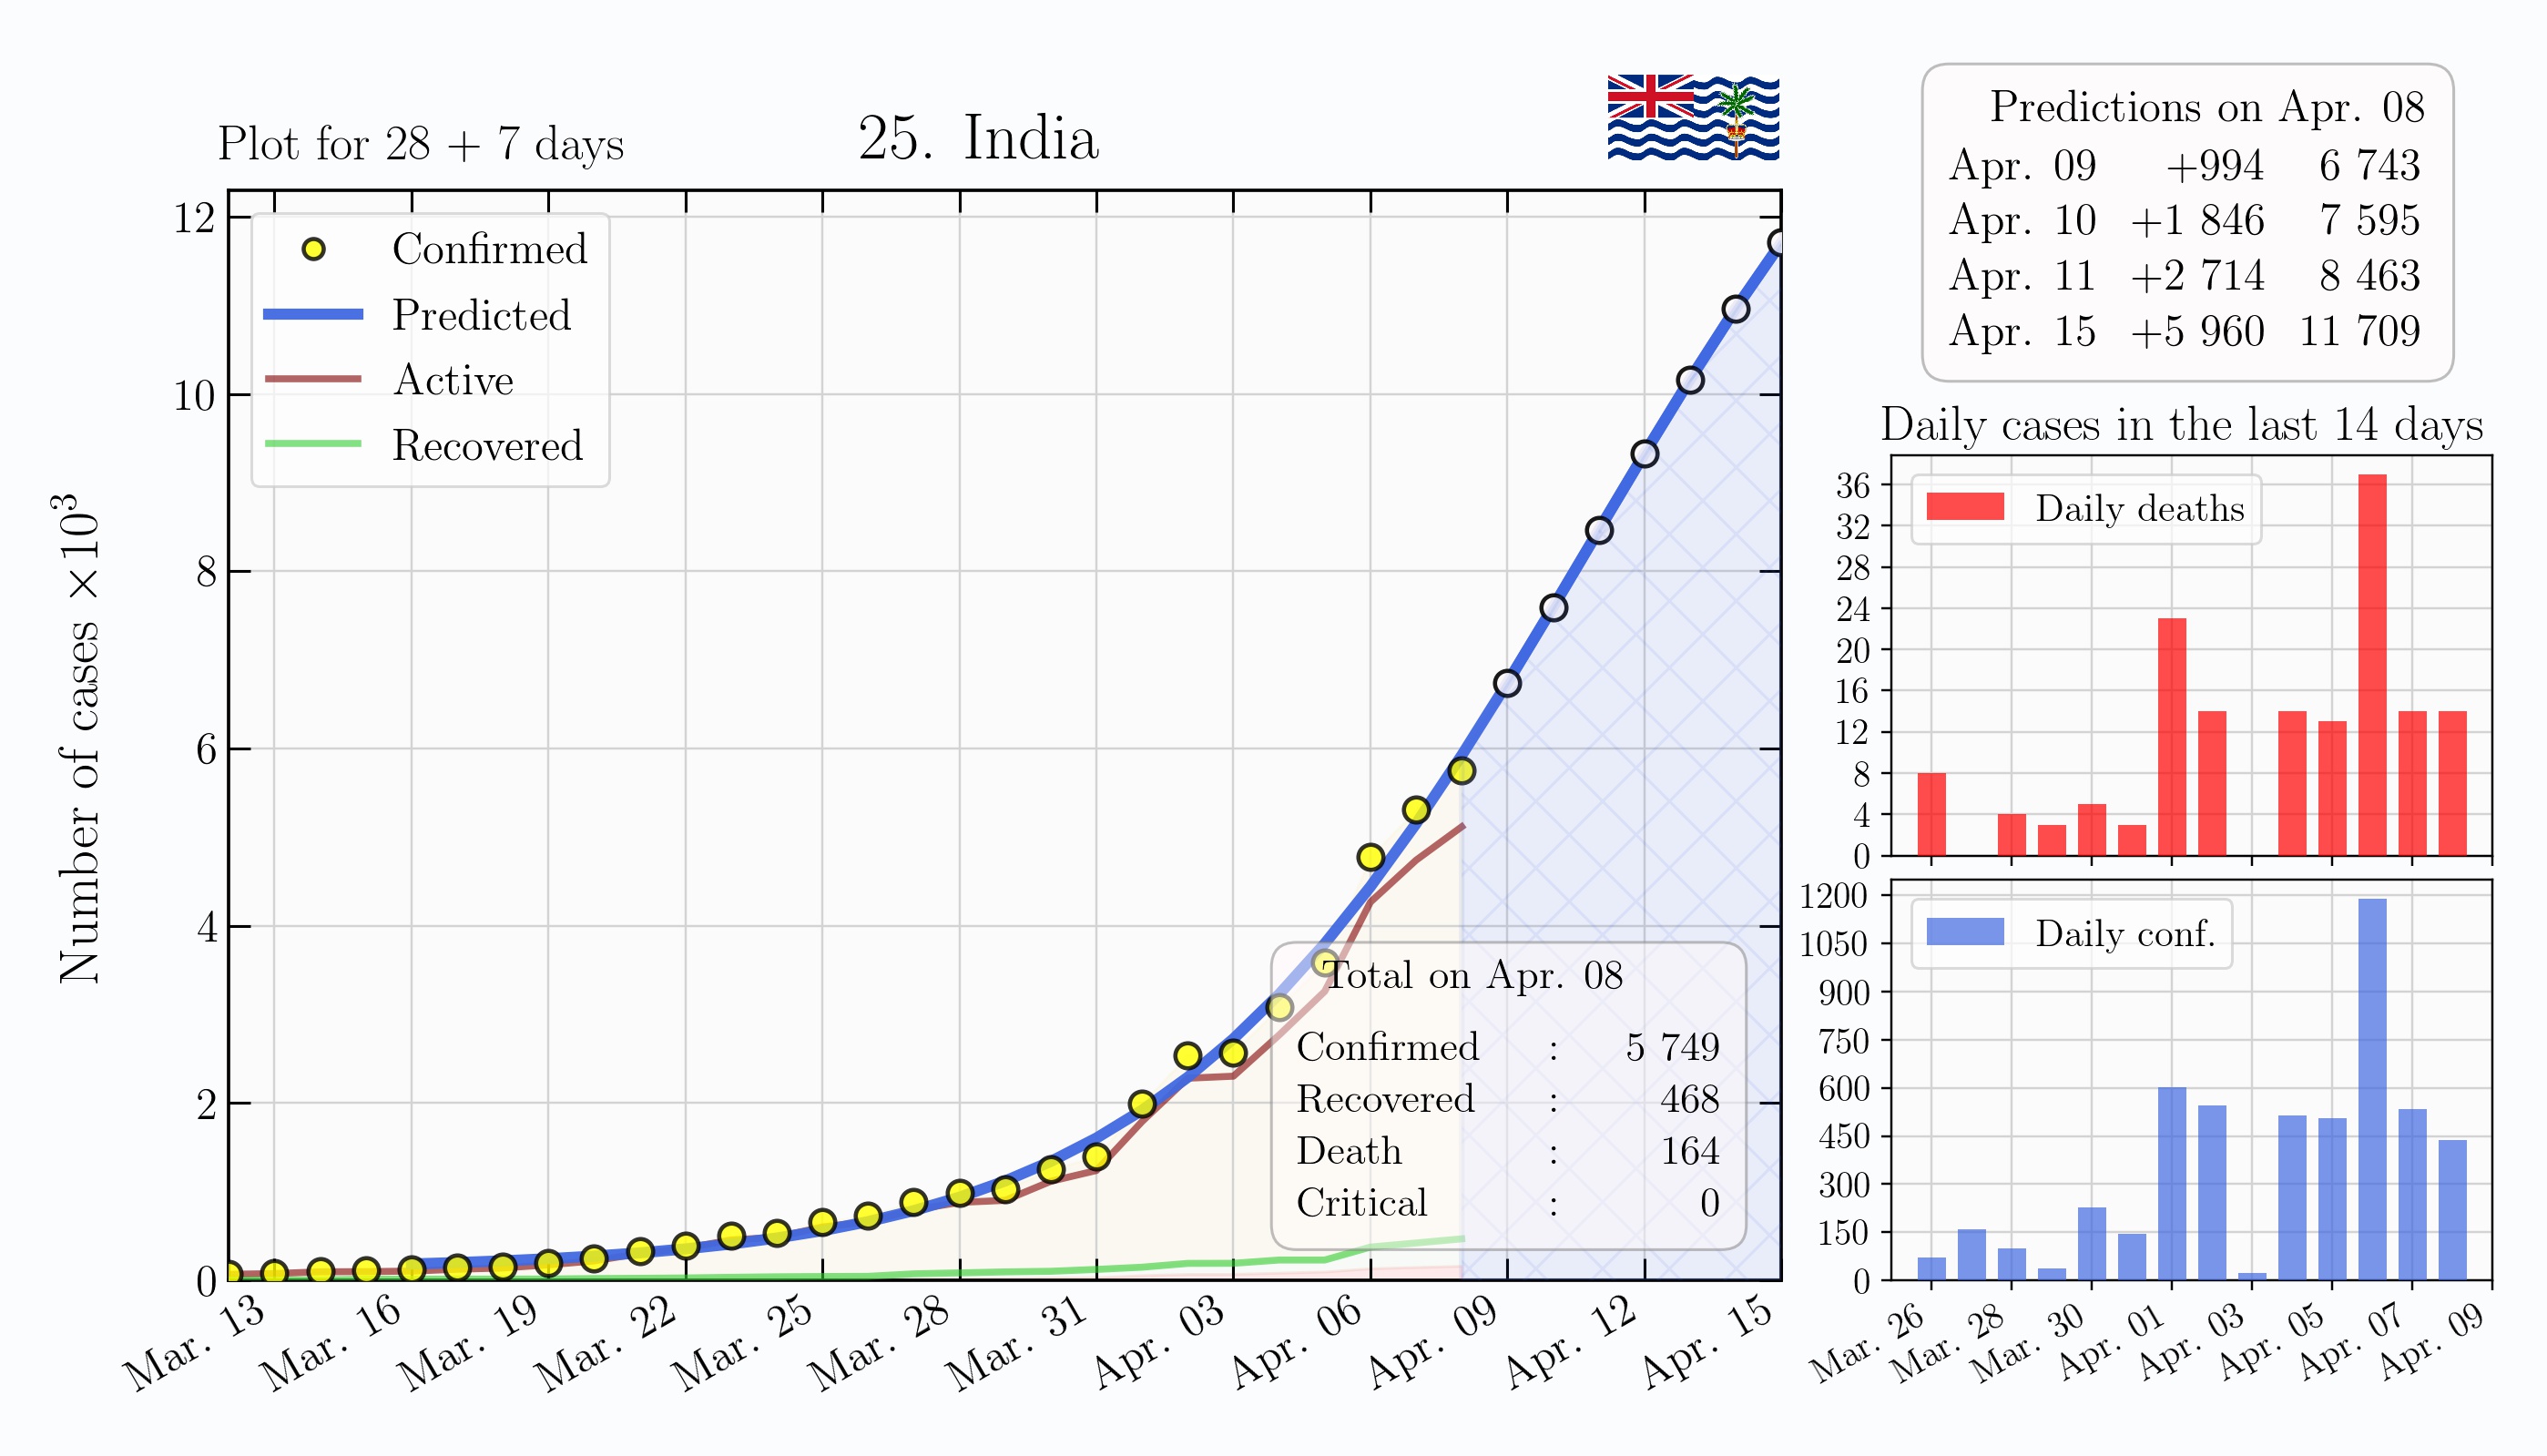 Plot for 28 + 7 days
25. India
Number of cases ×10³
12
10
8
6
4
2
0
Confirmed
Predicted
Active
Recovered
Total on Apr. 08
Confirmed : 5 749
Recovered : 468
Death : 164
Critical : 0
Mar. 13
Mar. 16
Mar. 19
Mar. 22
Mar. 25
Mar. 28
Mar. 31
Apr. 03
Apr. 06
Apr. 09
Apr. 12
Apr. 15
Predictions on Apr. 08
Apr. 09 +994 6 743
Apr. 10 +1 846 7 595
Apr. 11 +2 714 8 463
Apr. 15 +5 960 11 709
Daily cases in the last 14 days
36
32
28
24
20
16
12
8
4
0
Daily deaths
1200
1050
900
750
600
450
300
150
0
Daily conf.
Mar. 26
Mar. 28
Mar. 30
Apr. 01
Apr. 03
Apr. 05
Apr. 07
Apr. 09